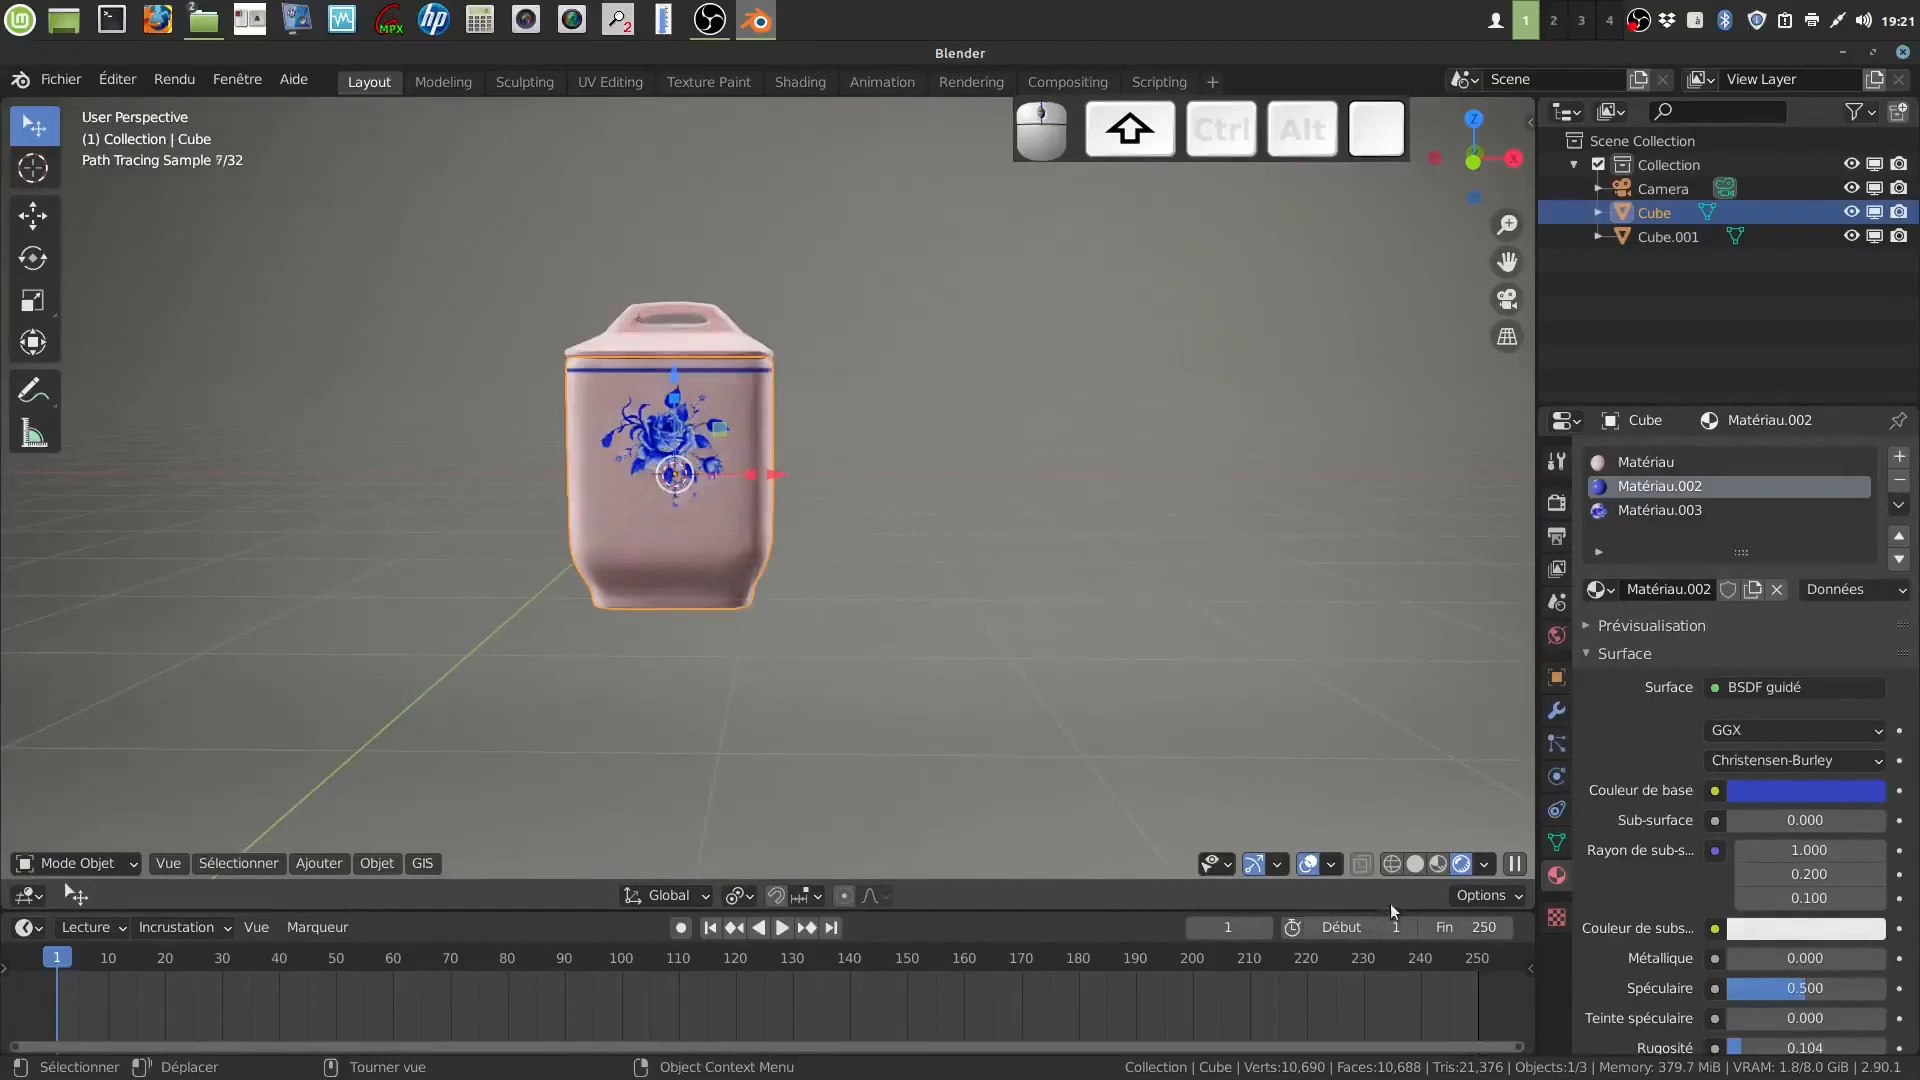 2
MPX
hp
2
1 2 3 4
à
19:21
Blender
Fichier Éditer Rendu Fenêtre Aide
Layout Modeling Sculpting UV Editing Texture Paint Shading Animation Rendering Compositing Scripting +
Scene
View Layer
User Perspective
(1) Collection | Cube
Path Tracing Sample 7/32
Ctrl Alt
Z
X
Scene Collection
Collection
Camera
Cube
Cube.001
Cube Matériau.002
Matériau
Matériau.002
Matériau.003
Matériau.002 Données
Prévisualisation
Surface
Surface BSDF guidé
GGX
Christensen-Burley
Couleur de base
Sub-surface 0.000
Rayon de sub-s... 1.000
0.200
0.100
Couleur de subs...
Métallique 0.000
Spéculaire 0.500
Teinte spéculaire 0.000
Rugosité 0.104
Mode Objet Vue Sélectionner Ajouter Objet GIS
Global Options
Lecture Incrustation Vue Marqueur
1 Début 1 Fin 250
1 10 20 30 40 50 60 70 80 90 100 110 120 130 140 150 160 170 180 190 200 210 220 230 240 250
Sélectionner Déplacer Tourner vue Object Context Menu
Collection | Cube | Verts:10,690 | Faces:10,688 | Tris:21,376 | Objects:1/3 | Memory: 379.7 MiB | VRAM: 1.8/8.0 GiB | 2.90.1